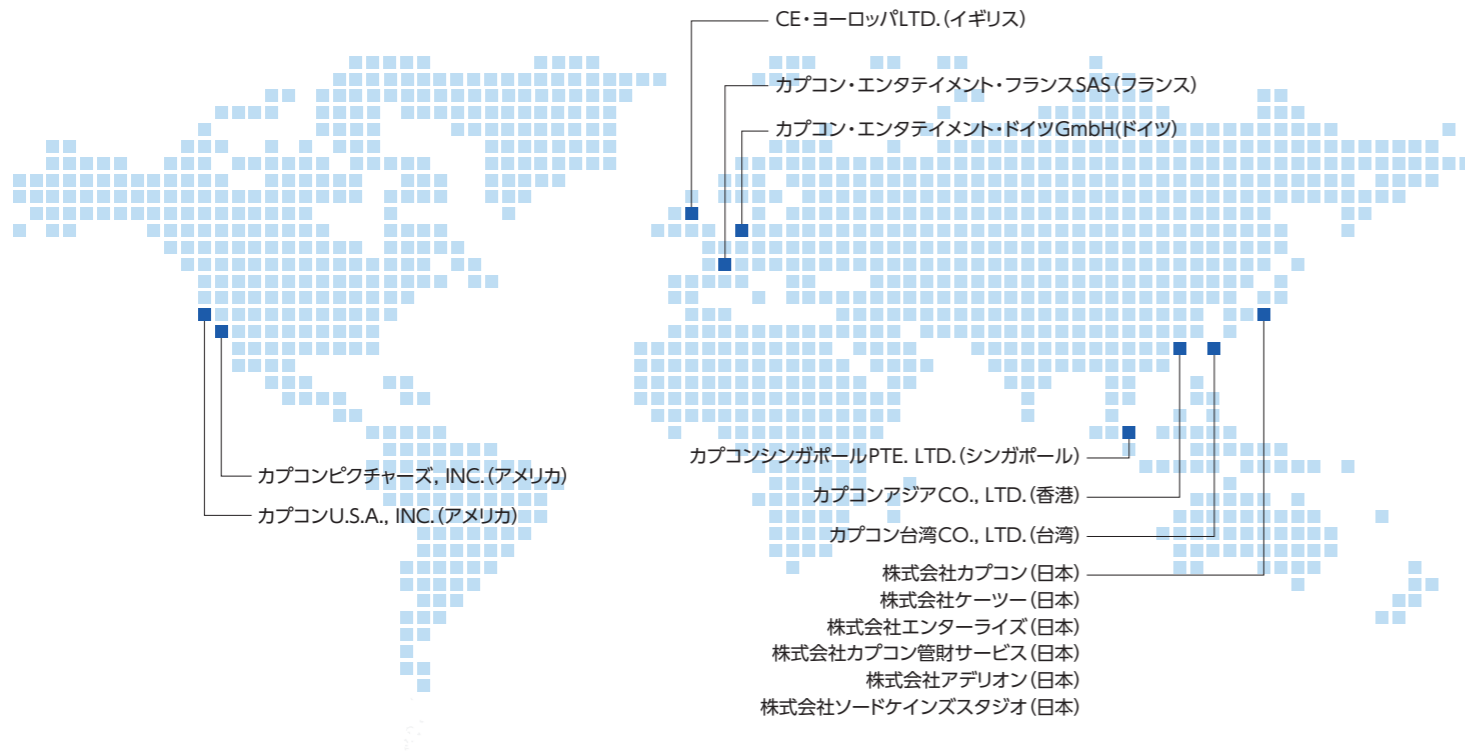 CE・ヨーロッパLTD.(イギリス)
カプコン・エンタテイメント・フランスSAS(フランス)
カプコン・エンタテイメント・ドイツGmbH(ドイツ)
カプコンピクチャーズ, INC.(アメリカ)
カプコンU.S.A., INC.(アメリカ)
カプコンシンガポールPTE. LTD.(シンガポール)
カプコンアジアCO., LTD.(香港)
カプコン台湾CO., LTD.(台湾)
株式会社カプコン(日本)
株式会社ケーツー(日本)
株式会社エンターライズ(日本)
株式会社カプコン管財サービス(日本)
株式会社アデリオン(日本)
株式会社ソードケインズスタジオ(日本)